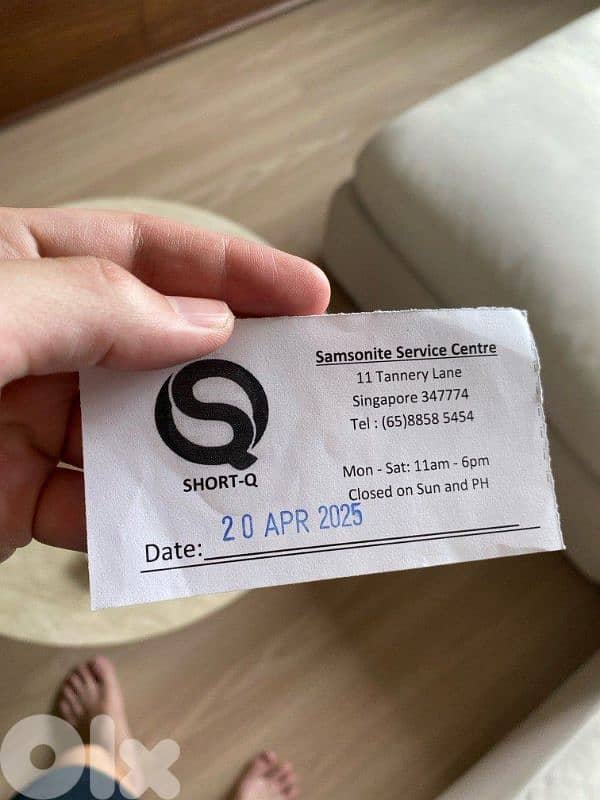 Samsonite Service Centre
11 Tannery Lane
Singapore 347774
Tel : (65)8858 5454
SHORT-Q
Mon - Sat: 11am - 6pm
Closed on Sun and PH
Date: 20 APR 2025
Olx